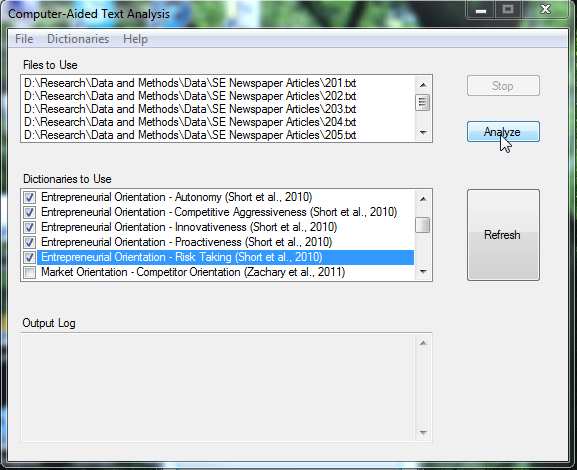 Computer-Aided Text Analysis
File Dictionaries Help
Files to Use
D:\Research\Data and Methods\Data\SE Newspaper Articles\201.txt
D:\Research\Data and Methods\Data\SE Newspaper Articles\202.txt
D:\Research\Data and Methods\Data\SE Newspaper Articles\203.txt
D:\Research\Data and Methods\Data\SE Newspaper Articles\204.txt
D:\Research\Data and Methods\Data\SE Newspaper Articles\205.txt
Stop
Analyze
Dictionaries to Use
Entrepreneurial Orientation - Autonomy (Short et al., 2010)
Entrepreneurial Orientation - Competitive Aggressiveness (Short et al., 2010)
Entrepreneurial Orientation - Innovativeness (Short et al., 2010)
Entrepreneurial Orientation - Proactiveness (Short et al., 2010)
Entrepreneurial Orientation - Risk Taking (Short et al., 2010)
Market Orientation - Competitor Orientation (Zachary et al., 2011)
Refresh
Output Log